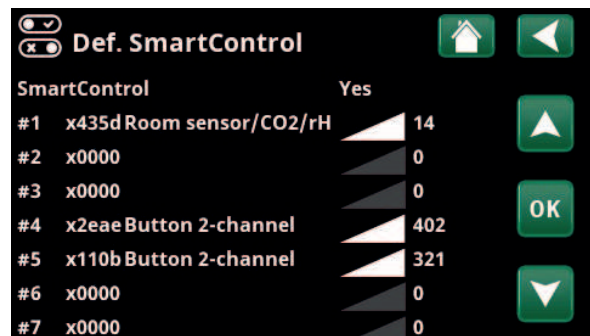 Def. SmartControl
SmartControl Yes
#1 x435d Room sensor/CO2/rH 14
#2 x0000 0
#3 x0000 0
#4 x2eae Button 2-channel 402
#5 x110b Button 2-channel 321
#6 x0000 0
#7 x0000 0
OK